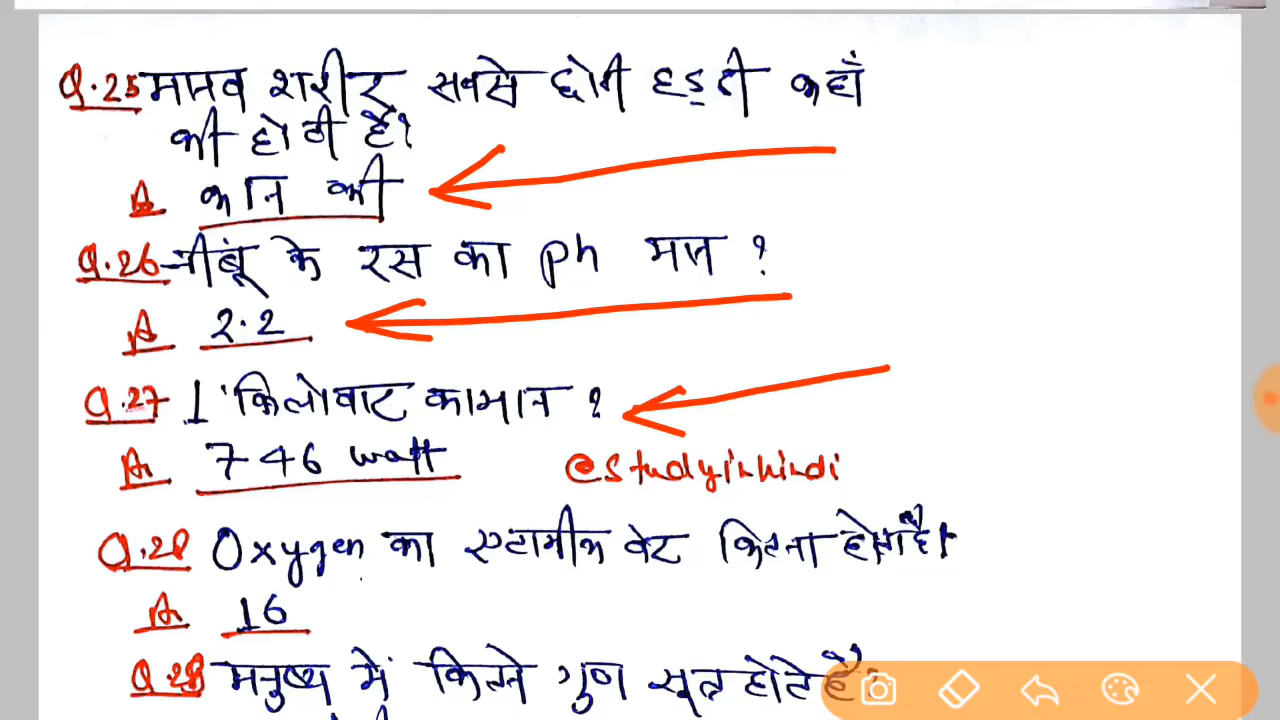 Q.25 मानव शरीर सबसे छोटी हड्डी कहाँ
की होती है?
A कान की
Q.26 नीबूं के रस का ph मान ?
A 2.2
Q.27 1 किलोवाट का मान ?
A 746 watt
@studyinhindi
Q.28 Oxygen का एटामीक वेट कितना होता है।
A 16
Q 29 मनुष्य में कितने गुण सूत्र होते है